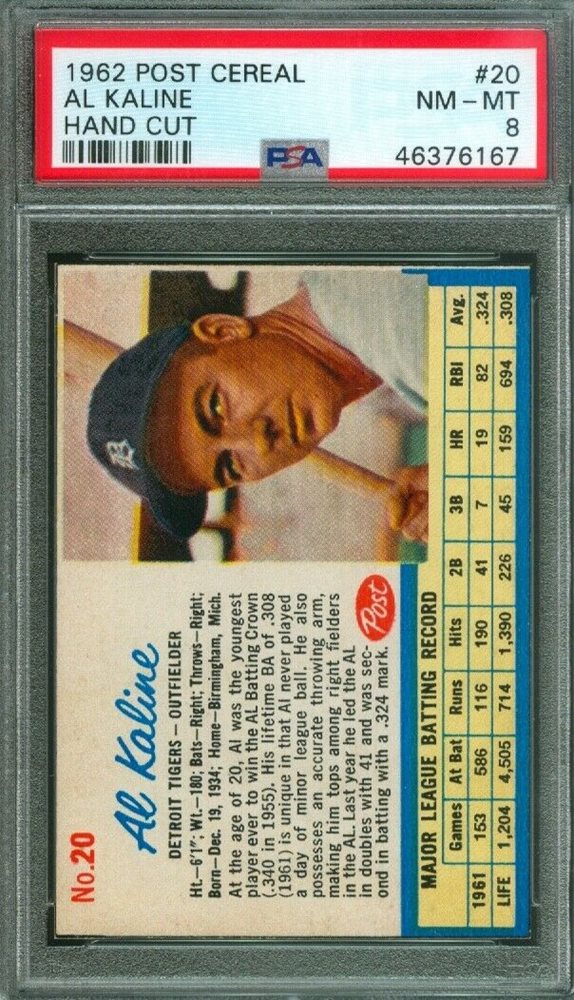 1962 POST CEREAL #20
AL KALINE NM – MT
HAND CUT 8
PSA 46376167
No.20
Al Kaline
DETROIT TIGERS – OUTFIELDER
Ht.–6'1"; Wt.–180; Bats–Right; Throws–Right;
Born–Dec. 19, 1934; Home–Birmingham, Mich.
At the age of 20, Al was the youngest
player ever to win the AL Batting Crown
(.340 in 1955). His lifetime BA of .308
(1961) is unique in that Al never played
a day of minor league ball. He also
possesses an accurate throwing arm,
making him tops among right fielders
in the AL. Last year he led the AL
in doubles with 41 and was sec-
ond in batting with a .324 mark.
Post
MAJOR LEAGUE BATTING RECORD
Games At Bat Runs Hits 2B 3B HR RBI Avg.
1961 153 586 116 190 41 7 19 82 .324
LIFE 1,204 4,505 714 1,390 226 45 159 694 .308